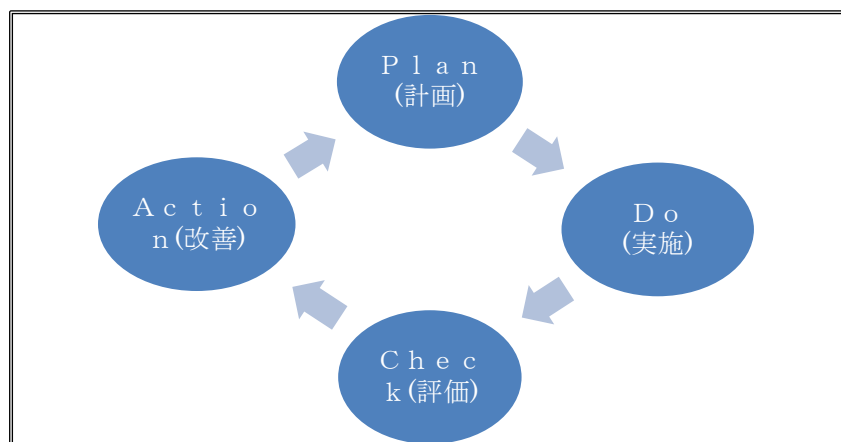 Ｐｌａｎ
(計画)
Ｄｏ
(実施)
Ｃｈｅｃ
ｋ(評価)
Ａｃｔｉｏ
ｎ(改善)